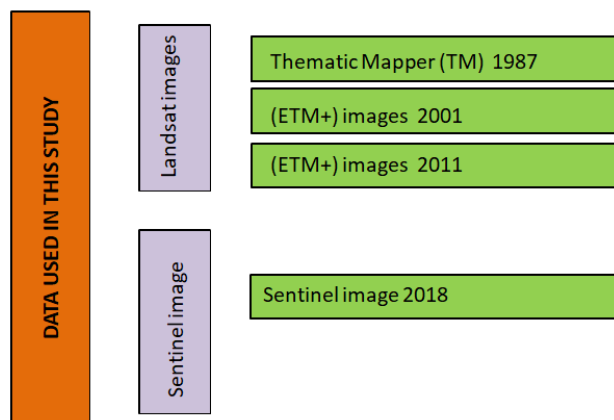 DATA USED IN THIS STUDY
Landsat images
Thematic Mapper (TM) 1987
(ETM+) images 2001
(ETM+) images 2011
Sentinel image
Sentinel image 2018